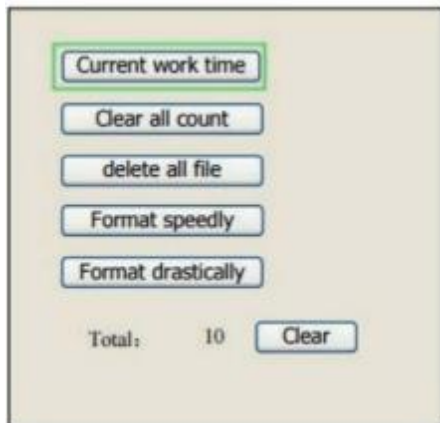 Current work time
Clear all count
delete all file
Format speedly
Format drastically
Total: 10 Clear